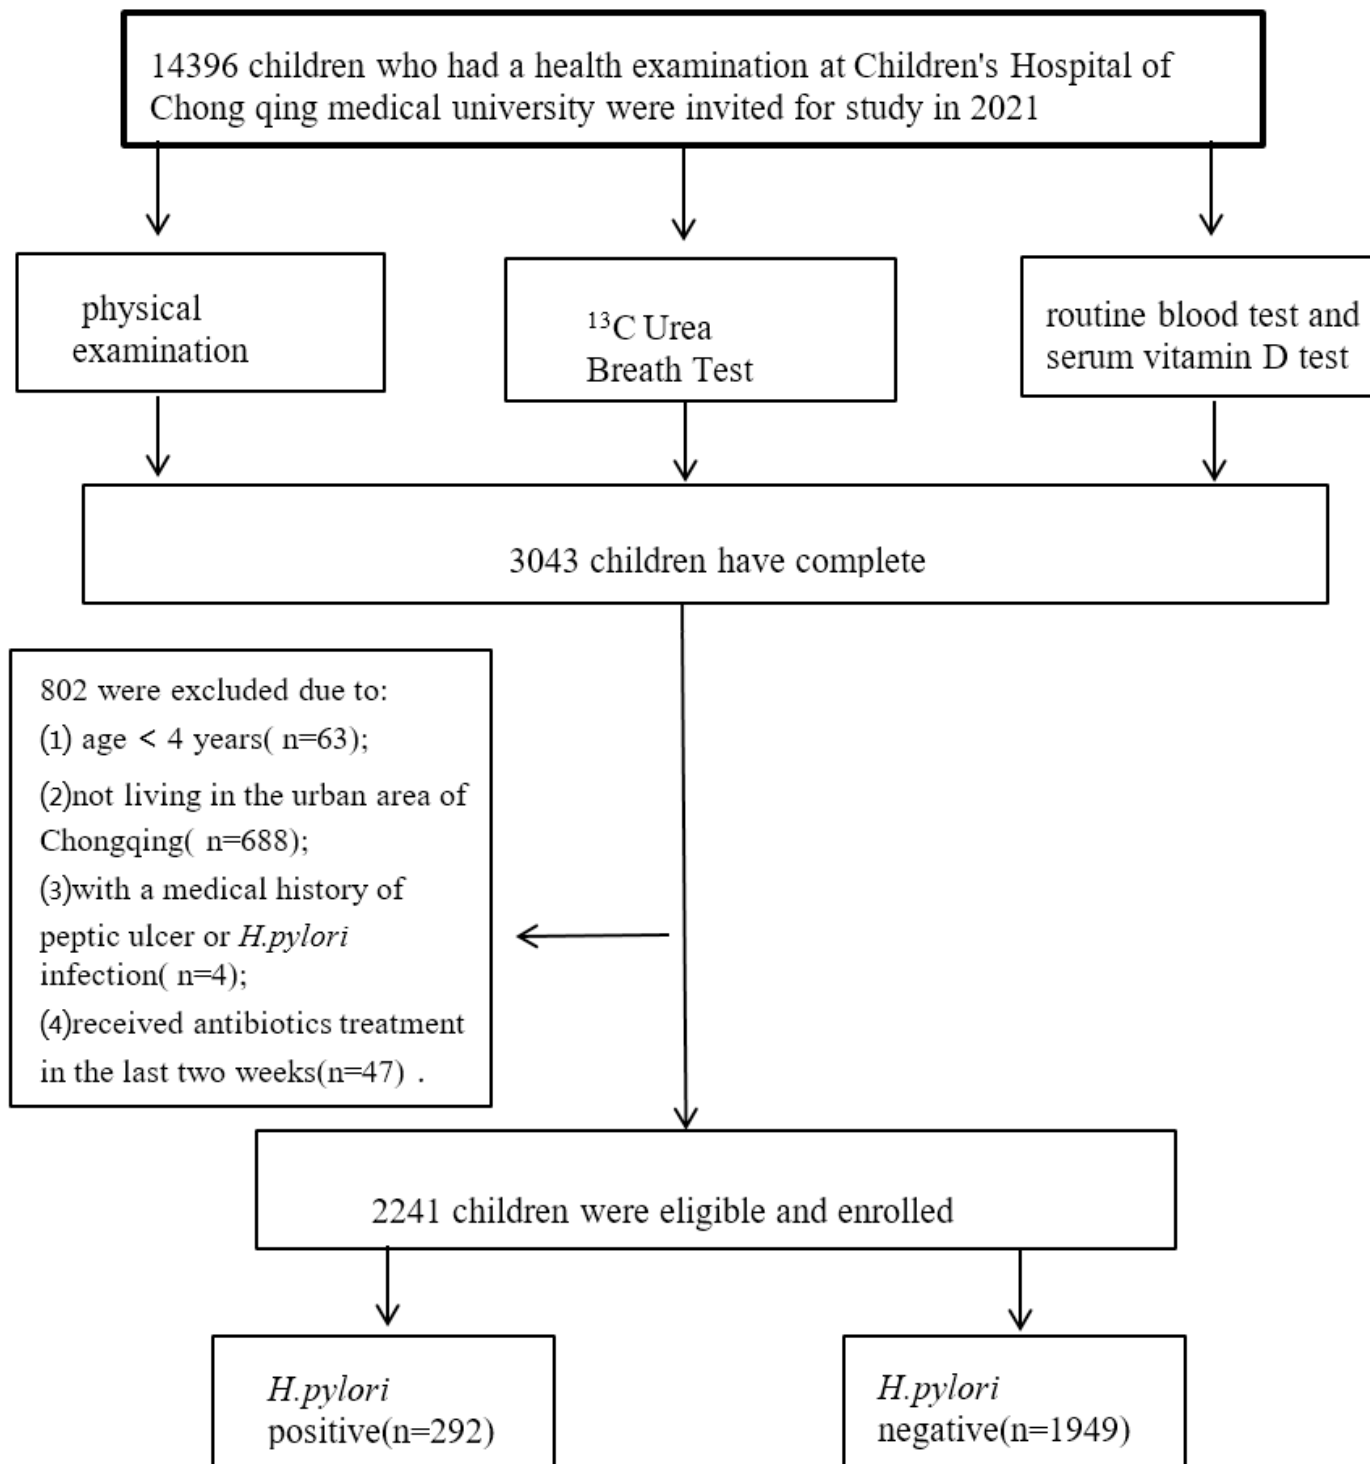 14396 children who had a health examination at Children's Hospital of
Chong qing medical university were invited for study in 2021
physical
examination
¹³C Urea
Breath Test
routine blood test and
serum vitamin D test
3043 children have complete
802 were excluded due to:
(1) age < 4 years( n=63);
(2)not living in the urban area of
Chongqing( n=688);
(3)with a medical history of
peptic ulcer or H.pylori
infection( n=4);
(4)received antibiotics treatment
in the last two weeks(n=47) .
2241 children were eligible and enrolled
H.pylori
positive(n=292)
H.pylori
negative(n=1949)